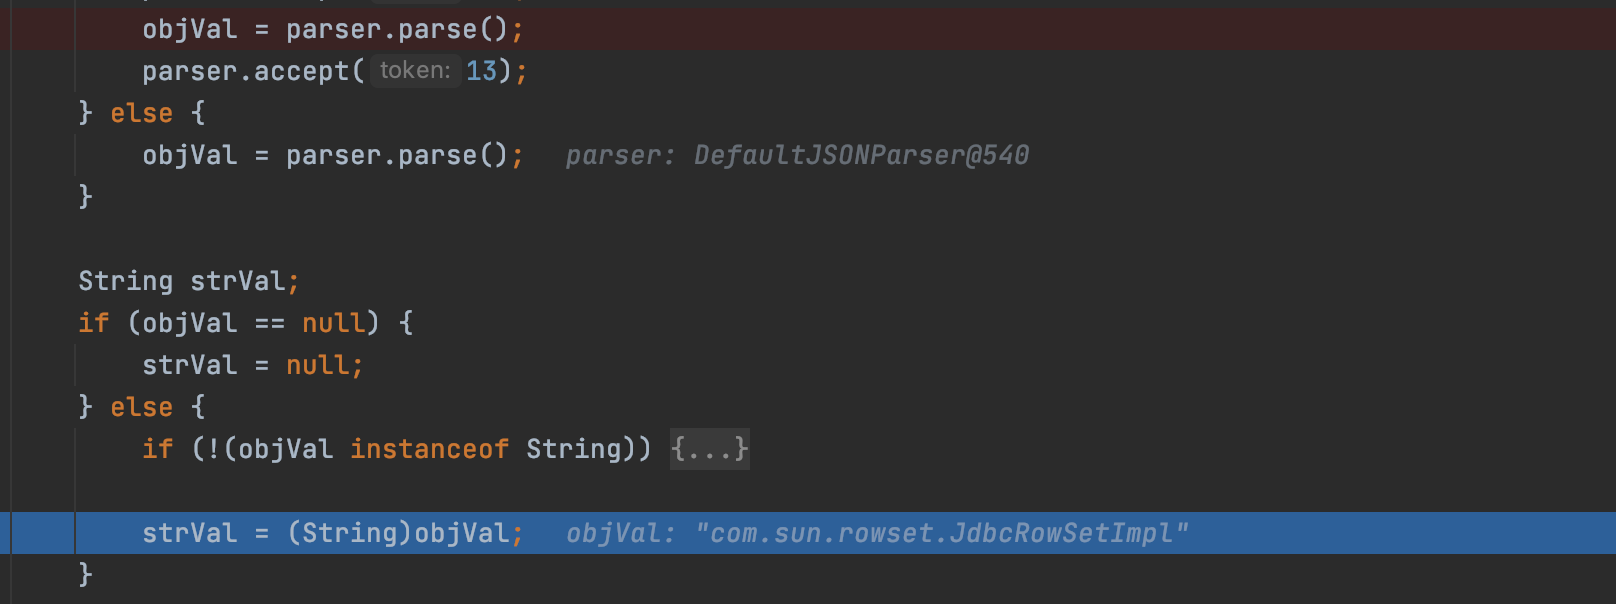 objVal = parser.parse();
parser.accept( token: 13);
} else {
objVal = parser.parse();   parser: DefaultJSONParser@540
}
String strVal;
if (objVal == null) {
strVal = null;
} else {
if (!(objVal instanceof String)) {...}
strVal = (String)objVal;   objVal: "com.sun.rowset.JdbcRowSetImpl"
}